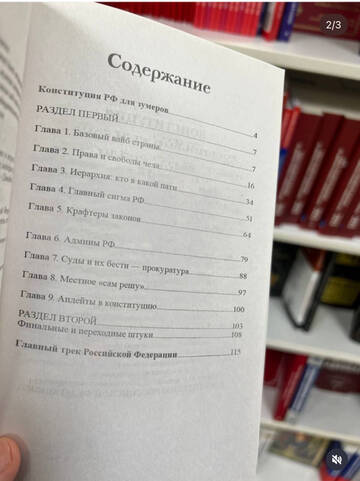 2/3
Содержание
Конституция РФ для зумеров 4
РАЗДЕЛ ПЕРВЫЙ 7
Глава 1. Базовый вайб страны 7
Глава 2. Права и свободы чела 16
Глава 3. Иерархия: кто в какой пати 34
Глава 4. Главный сигма РФ 51
Глава 5. Крафтеры законов 64
Глава 6. Админы РФ 79
Глава 7. Суды и их бести — прокуратура 88
Глава 8. Местное «сам решу» 97
Глава 9. Апдейты в конституцию 100
РАЗДЕЛ ВТОРОЙ 103
Финальные и переходные штуки 108
Главный трек Российской Федерации 115